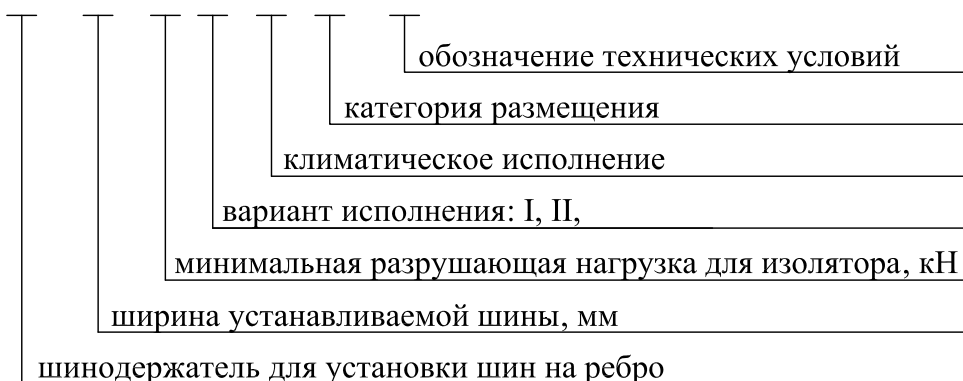 обозначение технических условий
категория размещения
климатическое исполнение
вариант исполнения: I, II,
минимальная разрушающая нагрузка для изолятора, кН
ширина устанавливаемой шины, мм
шинодержатель для установки шин на ребро